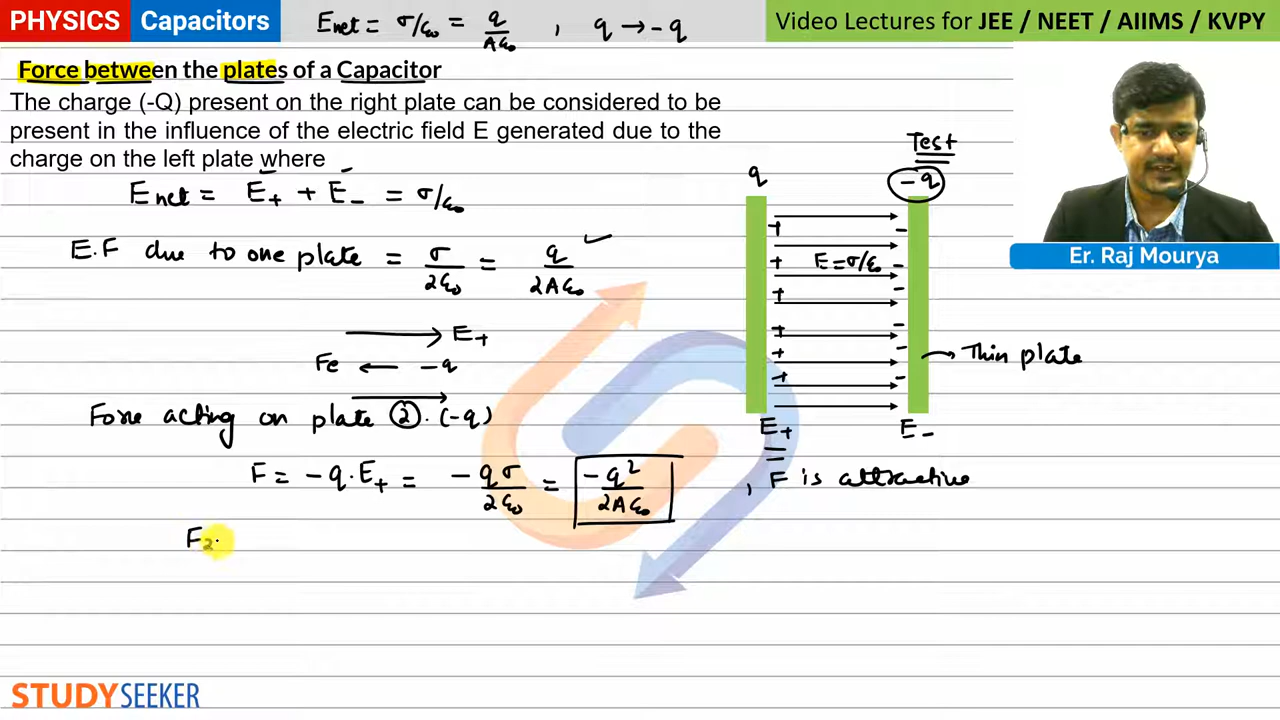 PHYSICS Capacitors Enet = σ/ε₀ = q/Aε₀ , q → -q Video Lectures for JEE / NEET / AIIMS / KVPY
Force between the plates of a Capacitor
The charge (-Q) present on the right plate can be considered to be
present in the influence of the electric field E generated due to the
charge on the left plate where
Enet = E₊ + E₋ = σ/ε₀
E.F due to one plate = σ/2ε₀ = q/2Aε₀
→ E₊
Fe ← -q
Force acting on plate ②. (-q)
F = -q.E₊ = -qσ/2ε₀ = -q²/2Aε₀ , F is attractive
F₂.
Test
q -q
+ -
+ E=σ/ε₀ -
+ -
+ -
+ -
+ -
Thin plate
E₊ E₋
Er. Raj Mourya
STUDYSEEKER